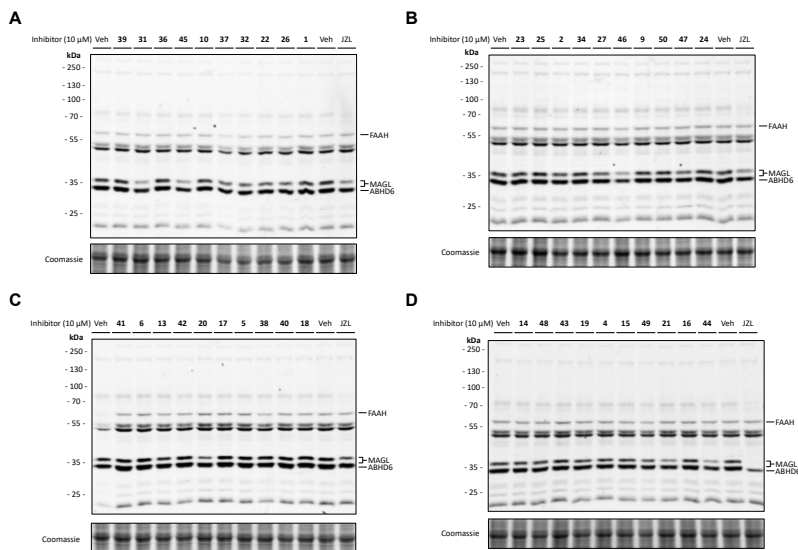 A
Inhibitor (10 μM) Veh 39 31 36 45 10 37 32 22 26 1 Veh JZL
kDa
- 250 -
- 130 -
- 100 -
- 70 -
- 55 -
- 35 -
- 25 -
FAAH
MAGL
ABHD6
Coomassie
B
Inhibitor (10 μM) Veh 23 25 2 34 27 46 9 50 47 24 Veh JZL
kDa
- 250 -
- 130 -
- 100 -
- 70 -
- 55 -
- 35 -
- 25 -
FAAH
MAGL
ABHD6
Coomassie
C
Inhibitor (10 μM) Veh 41 6 13 42 20 17 5 38 40 18 Veh JZL
kDa
- 250 -
- 130 -
- 100 -
- 70 -
- 55 -
- 35 -
- 25 -
FAAH
MAGL
ABHD6
Coomassie
D
Inhibitor (10 μM) Veh 14 48 43 19 4 15 49 21 16 44 Veh JZL
kDa
- 250 -
- 130 -
- 100 -
- 70 -
- 55 -
- 35 -
- 25 -
FAAH
MAGL
ABHD6
Coomassie